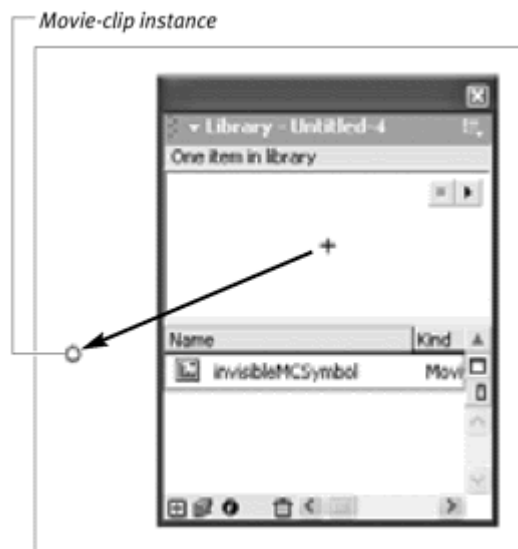 Movie-clip instance
Library - Untitled-4
One item in library
Name Kind
invisibleMCSymbol Movi